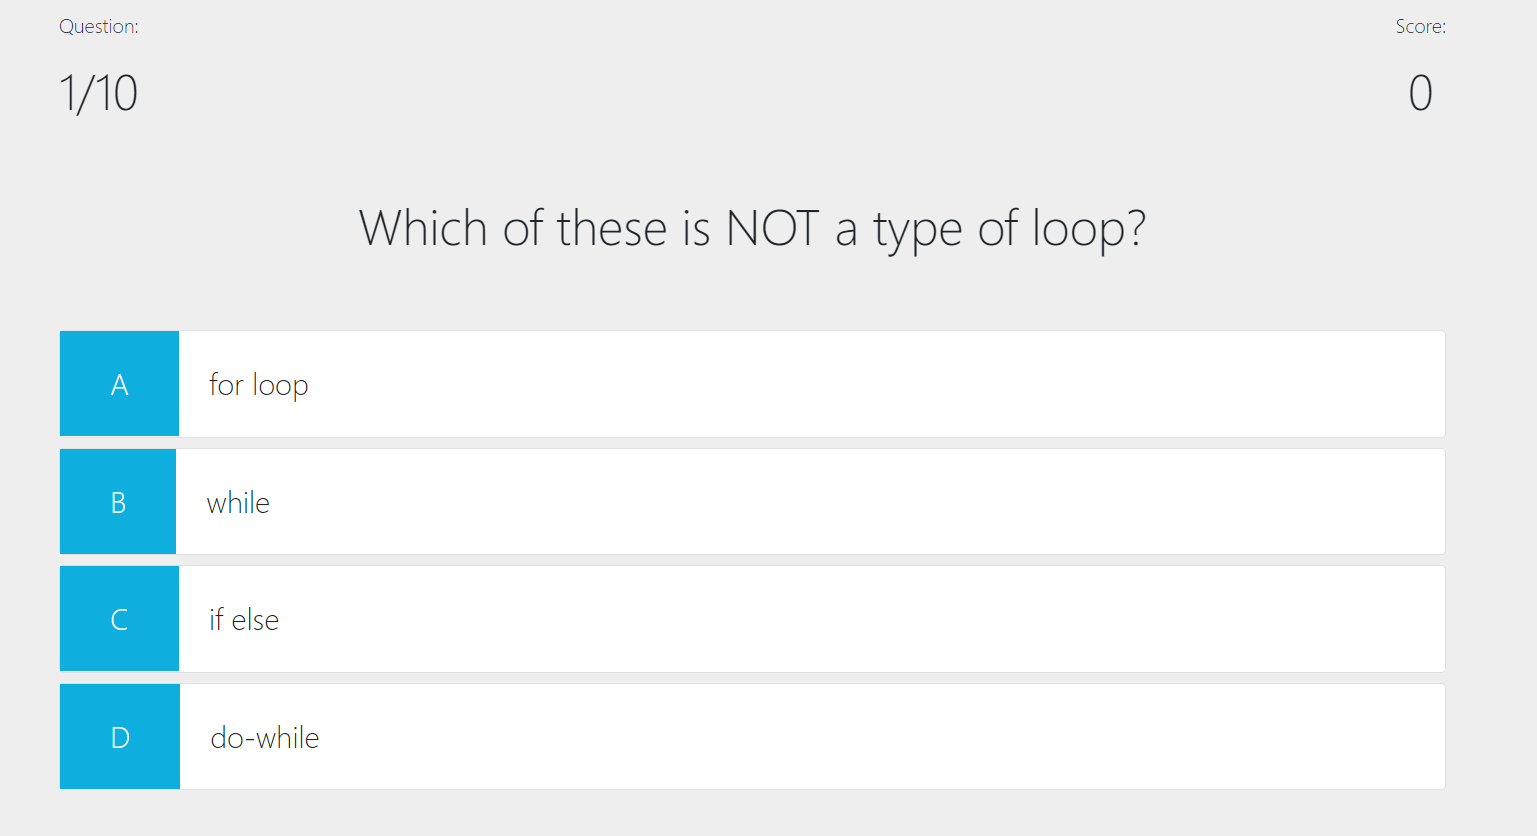 Question:
Score:
1/10
0
Which of these is NOT a type of loop?
A
for loop
B
while
C
if else
D
do-while